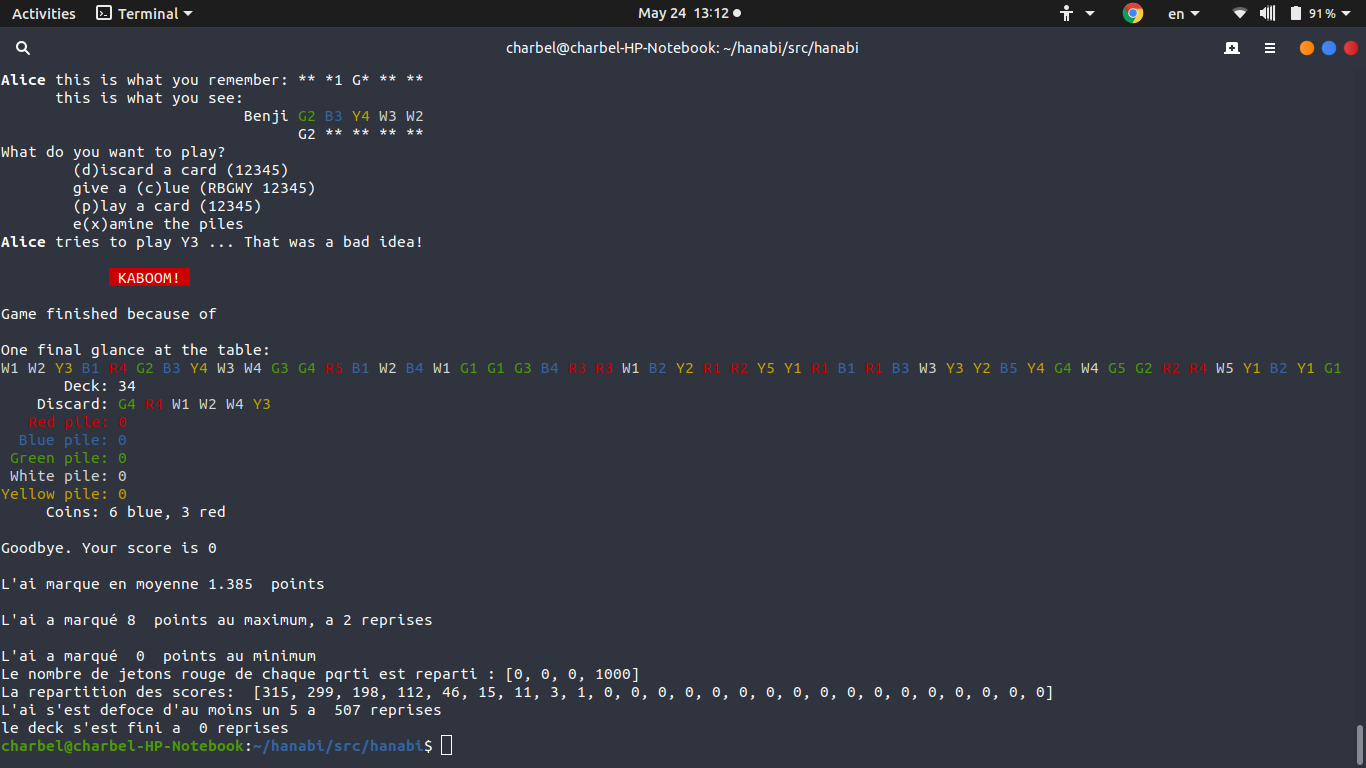 Activities Terminal May 24 13:12 en 91 %
charbel@charbel-HP-Notebook: ~/hanabi/src/hanabi
Alice this is what you remember: ** *1 G* ** **
      this is what you see:
                           Benji G2 B3 Y4 W3 W2
                                 G2 ** ** ** **
What do you want to play?
        (d)iscard a card (12345)
        give a (c)lue (RBGWY 12345)
        (p)lay a card (12345)
        e(x)amine the piles
Alice tries to play Y3 ... That was a bad idea!
KABOOM!
Game finished because of
One final glance at the table:
W1 W2 Y3 B1 R4 G2 B3 Y4 W3 W4 G3 G4 R5 B1 W2 B4 W1 G1 G1 G3 B4 R3 R3 W1 B2 Y2 R1 R2 Y5 Y1 R1 B1 R1 B3 W3 Y3 Y2 B5 Y4 G4 W4 G5 G2 R2 R4 W5 Y1 B2 Y1 G1
       Deck: 34
    Discard: G4 R4 W1 W2 W4 Y3
   Red pile: 0
  Blue pile: 0
 Green pile: 0
 White pile: 0
Yellow pile: 0
     Coins: 6 blue, 3 red
Goodbye. Your score is 0
L'ai marque en moyenne 1.385  points
L'ai a marqué 8  points au maximum, a 2 reprises
L'ai a marqué  0  points au minimum
Le nombre de jetons rouge de chaque pqrti est reparti : [0, 0, 0, 1000]
La repartition des scores:  [315, 299, 198, 112, 46, 15, 11, 3, 1, 0, 0, 0, 0, 0, 0, 0, 0, 0, 0, 0, 0, 0, 0, 0, 0, 0]
L'ai s'est defoce d'au moins un 5 a  507 reprises
le deck s'est fini a  0 reprises
charbel@charbel-HP-Notebook:~/hanabi/src/hanabi$